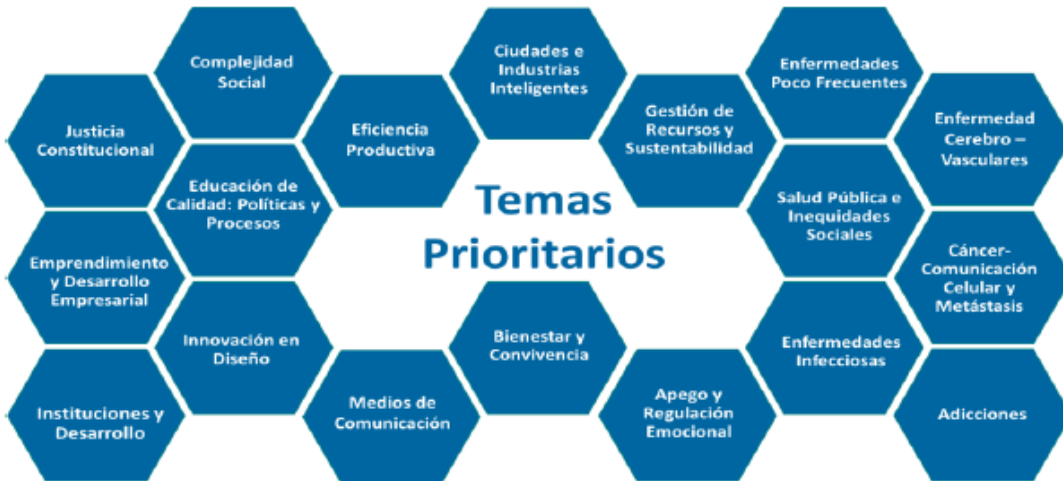 Complejidad
Social
Ciudades e
Industrias
Inteligentes
Enfermedades
Poco Frecuentes
Justicia
Constitucional
Eficiencia
Productiva
Gestión de
Recursos y
Sustentabilidad
Enfermedad
Cerebro –
Vasculares
Educación de
Calidad: Políticas y
Procesos
Temas
Prioritarios
Salud Pública e
Inequidades
Sociales
Emprendimiento
y Desarrollo
Empresarial
Cáncer-
Comunicación
Celular y
Metástasis
Innovación en
Diseño
Bienestar y
Convivencia
Enfermedades
Infecciosas
Instituciones y
Desarrollo
Medios de
Comunicación
Apego y
Regulación
Emocional
Adicciones